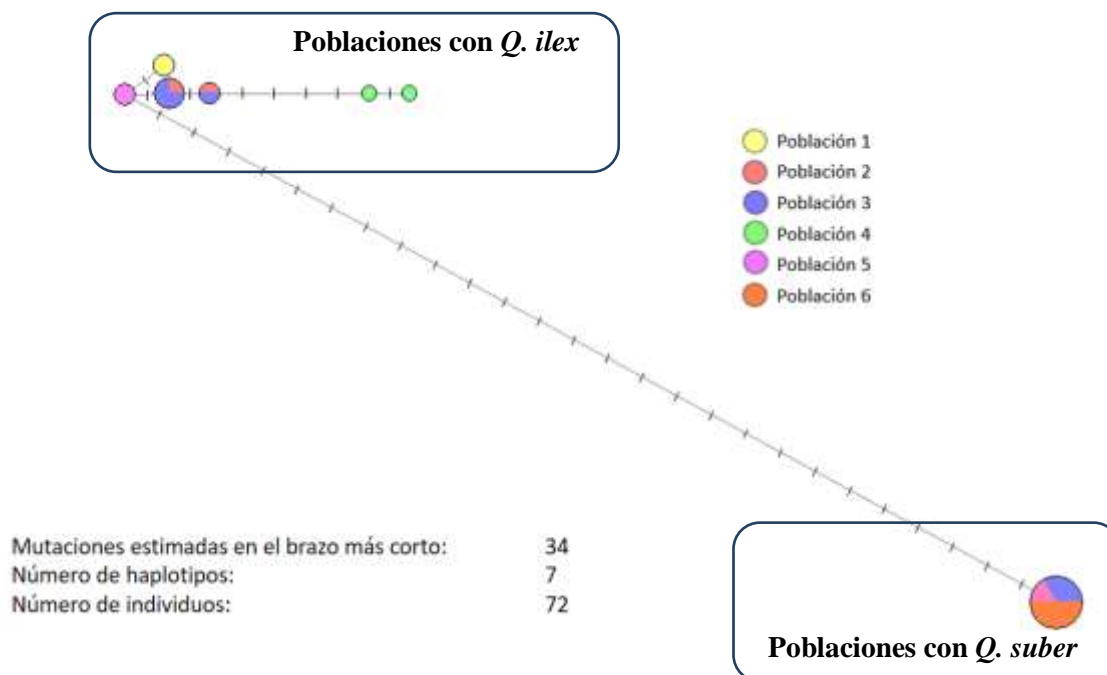 Poblaciones con Q. ilex
Población 1
Población 2
Población 3
Población 4
Población 5
Población 6
Mutaciones estimadas en el brazo más corto: 34
Número de haplotipos: 7
Número de individuos: 72
Poblaciones con Q. suber